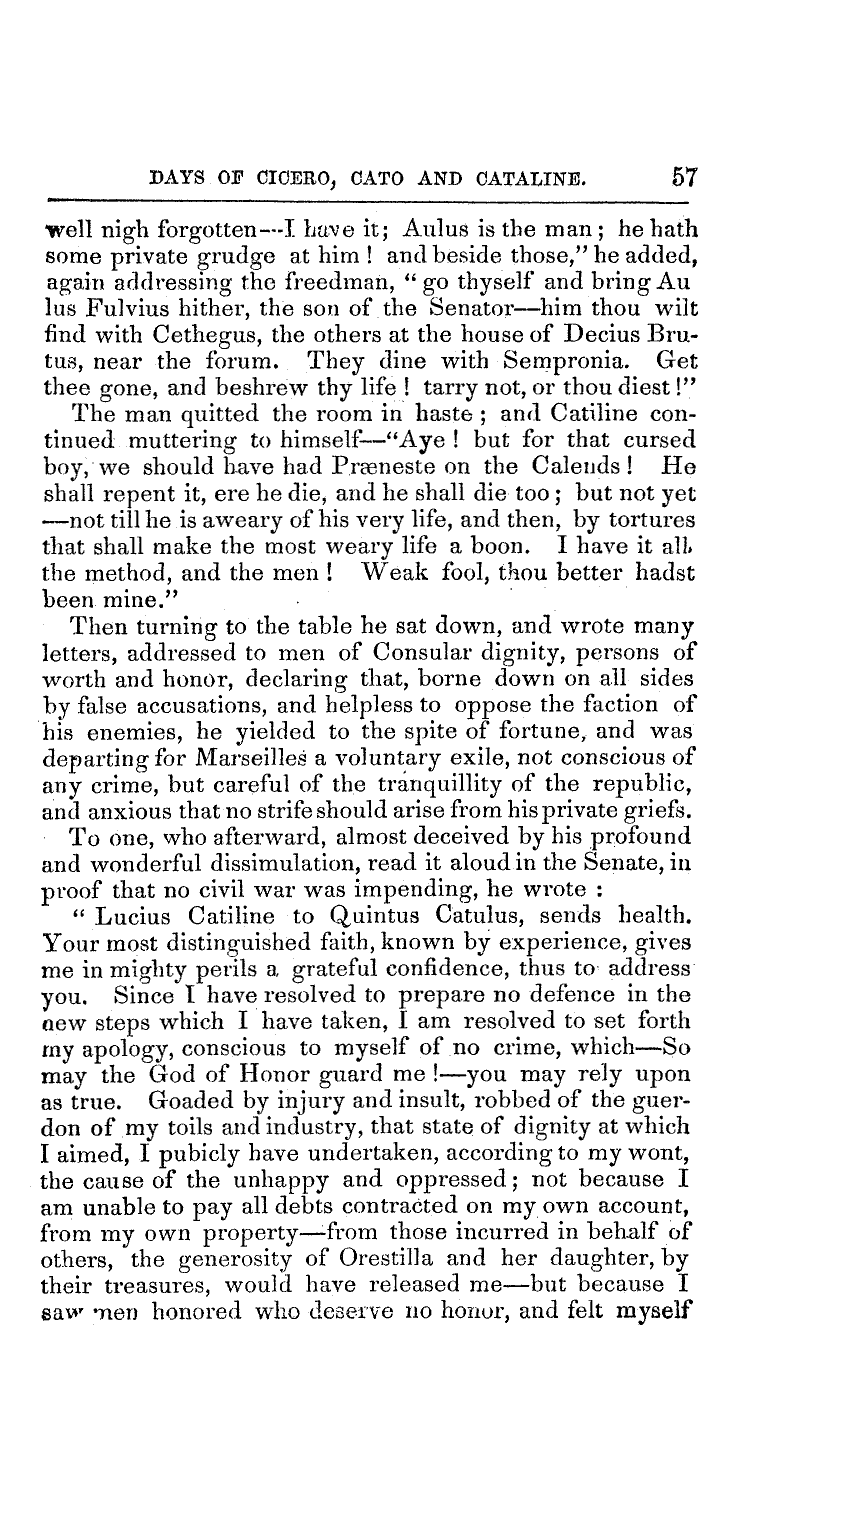 DAYS OF CICERO, CATO AND CATALINE. 57
well nigh forgotten—I have it; Aulus is the man; he hath
some private grudge at him! and beside those,” he added,
again addressing the freedman, “go thyself and bring Au
lus Fulvius hither, the son of the Senator—him thou wilt
find with Cethegus, the others at the house of Decius Bru-
tus, near the forum. They dine with Sempronia. Get
thee gone, and beshrew thy life! tarry not, or thou diest!”
The man quitted the room in haste; and Catiline con-
tinued muttering to himself—“Aye! but for that cursed
boy, we should have had Præneste on the Calends! He
shall repent it, ere he die, and he shall die too; but not yet
—not till he is aweary of his very life, and then, by tortures
that shall make the most weary life a boon. I have it all,
the method, and the men! Weak fool, thou better hadst
been mine.”
Then turning to the table he sat down, and wrote many
letters, addressed to men of Consular dignity, persons of
worth and honor, declaring that, borne down on all sides
by false accusations, and helpless to oppose the faction of
his enemies, he yielded to the spite of fortune, and was
departing for Marseilles a voluntary exile, not conscious of
any crime, but careful of the tranquillity of the republic,
and anxious that no strife should arise from his private griefs.
To one, who afterward, almost deceived by his profound
and wonderful dissimulation, read it aloud in the Senate, in
proof that no civil war was impending, he wrote:
“Lucius Catiline to Quintus Catulus, sends health.
Your most distinguished faith, known by experience, gives
me in mighty perils a grateful confidence, thus to address
you. Since I have resolved to prepare no defence in the
new steps which I have taken, I am resolved to set forth
my apology, conscious to myself of no crime, which—So
may the God of Honor guard me!—you may rely upon
as true. Goaded by injury and insult, robbed of the guer-
don of my toils and industry, that state of dignity at which
I aimed, I pubicly have undertaken, according to my wont,
the cause of the unhappy and oppressed; not because I
am unable to pay all debts contracted on my own account,
from my own property—from those incurred in behalf of
others, the generosity of Orestilla and her daughter, by
their treasures, would have released me—but because I
saw men honored who deserve no honor, and felt myself